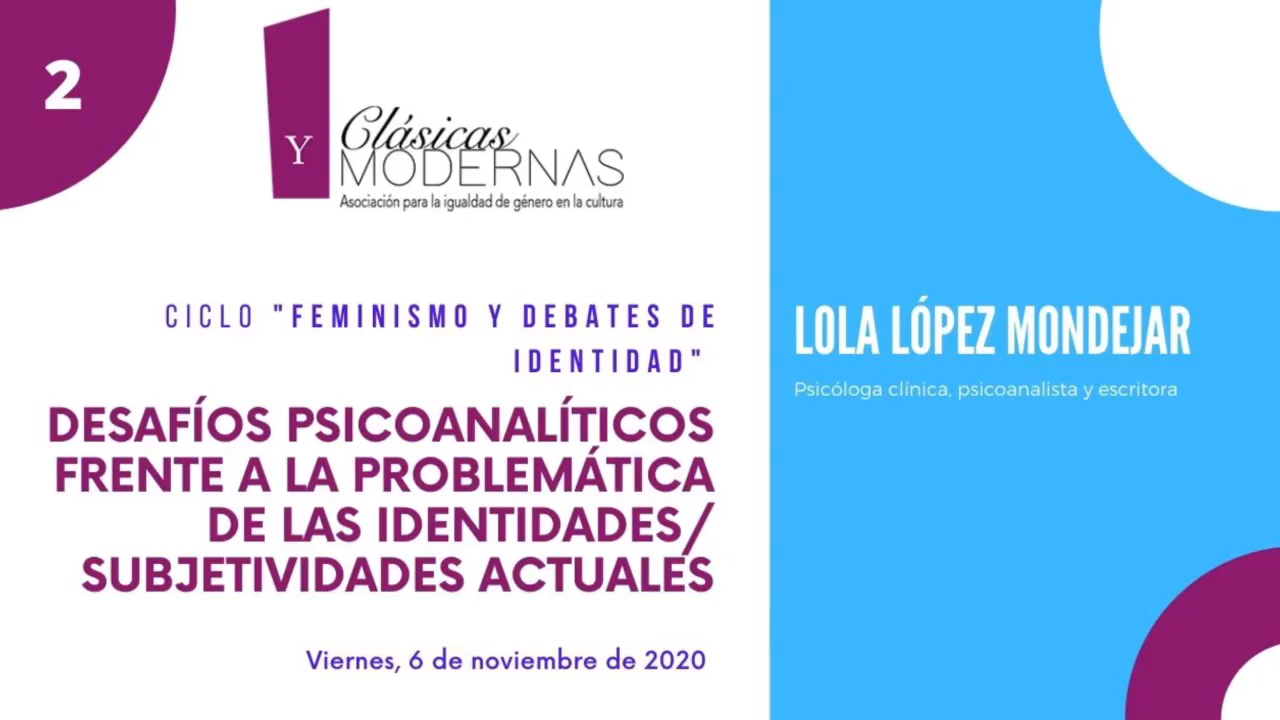 2
Clásicas
Y
MODERNAS
Asociación para la igualdad de género en la cultura
CICLO "FEMINISMO Y DEBATES DE
IDENTIDAD"
DESAFÍOS PSICOANALÍTICOS
FRENTE A LA PROBLEMÁTICA
DE LAS IDENTIDADES/
SUBJETIVIDADES ACTUALES
Viernes, 6 de noviembre de 2020
LOLA LÓPEZ MONDEJAR
Psicóloga clínica, psicoanalista y escritora